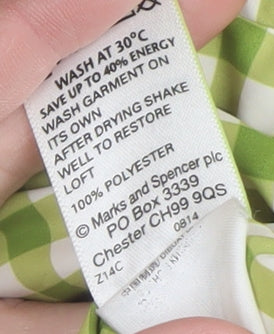 WASH AT 30°C
SAVE UP TO 40% ENERGY
WASH GARMENT ON
ITS OWN
AFTER DRYING SHAKE
WELL TO RESTORE
LOFT
100% POLYESTER
© Marks and Spencer plc
PO Box 3339
Chester CH99 9QS
Z14C 0814